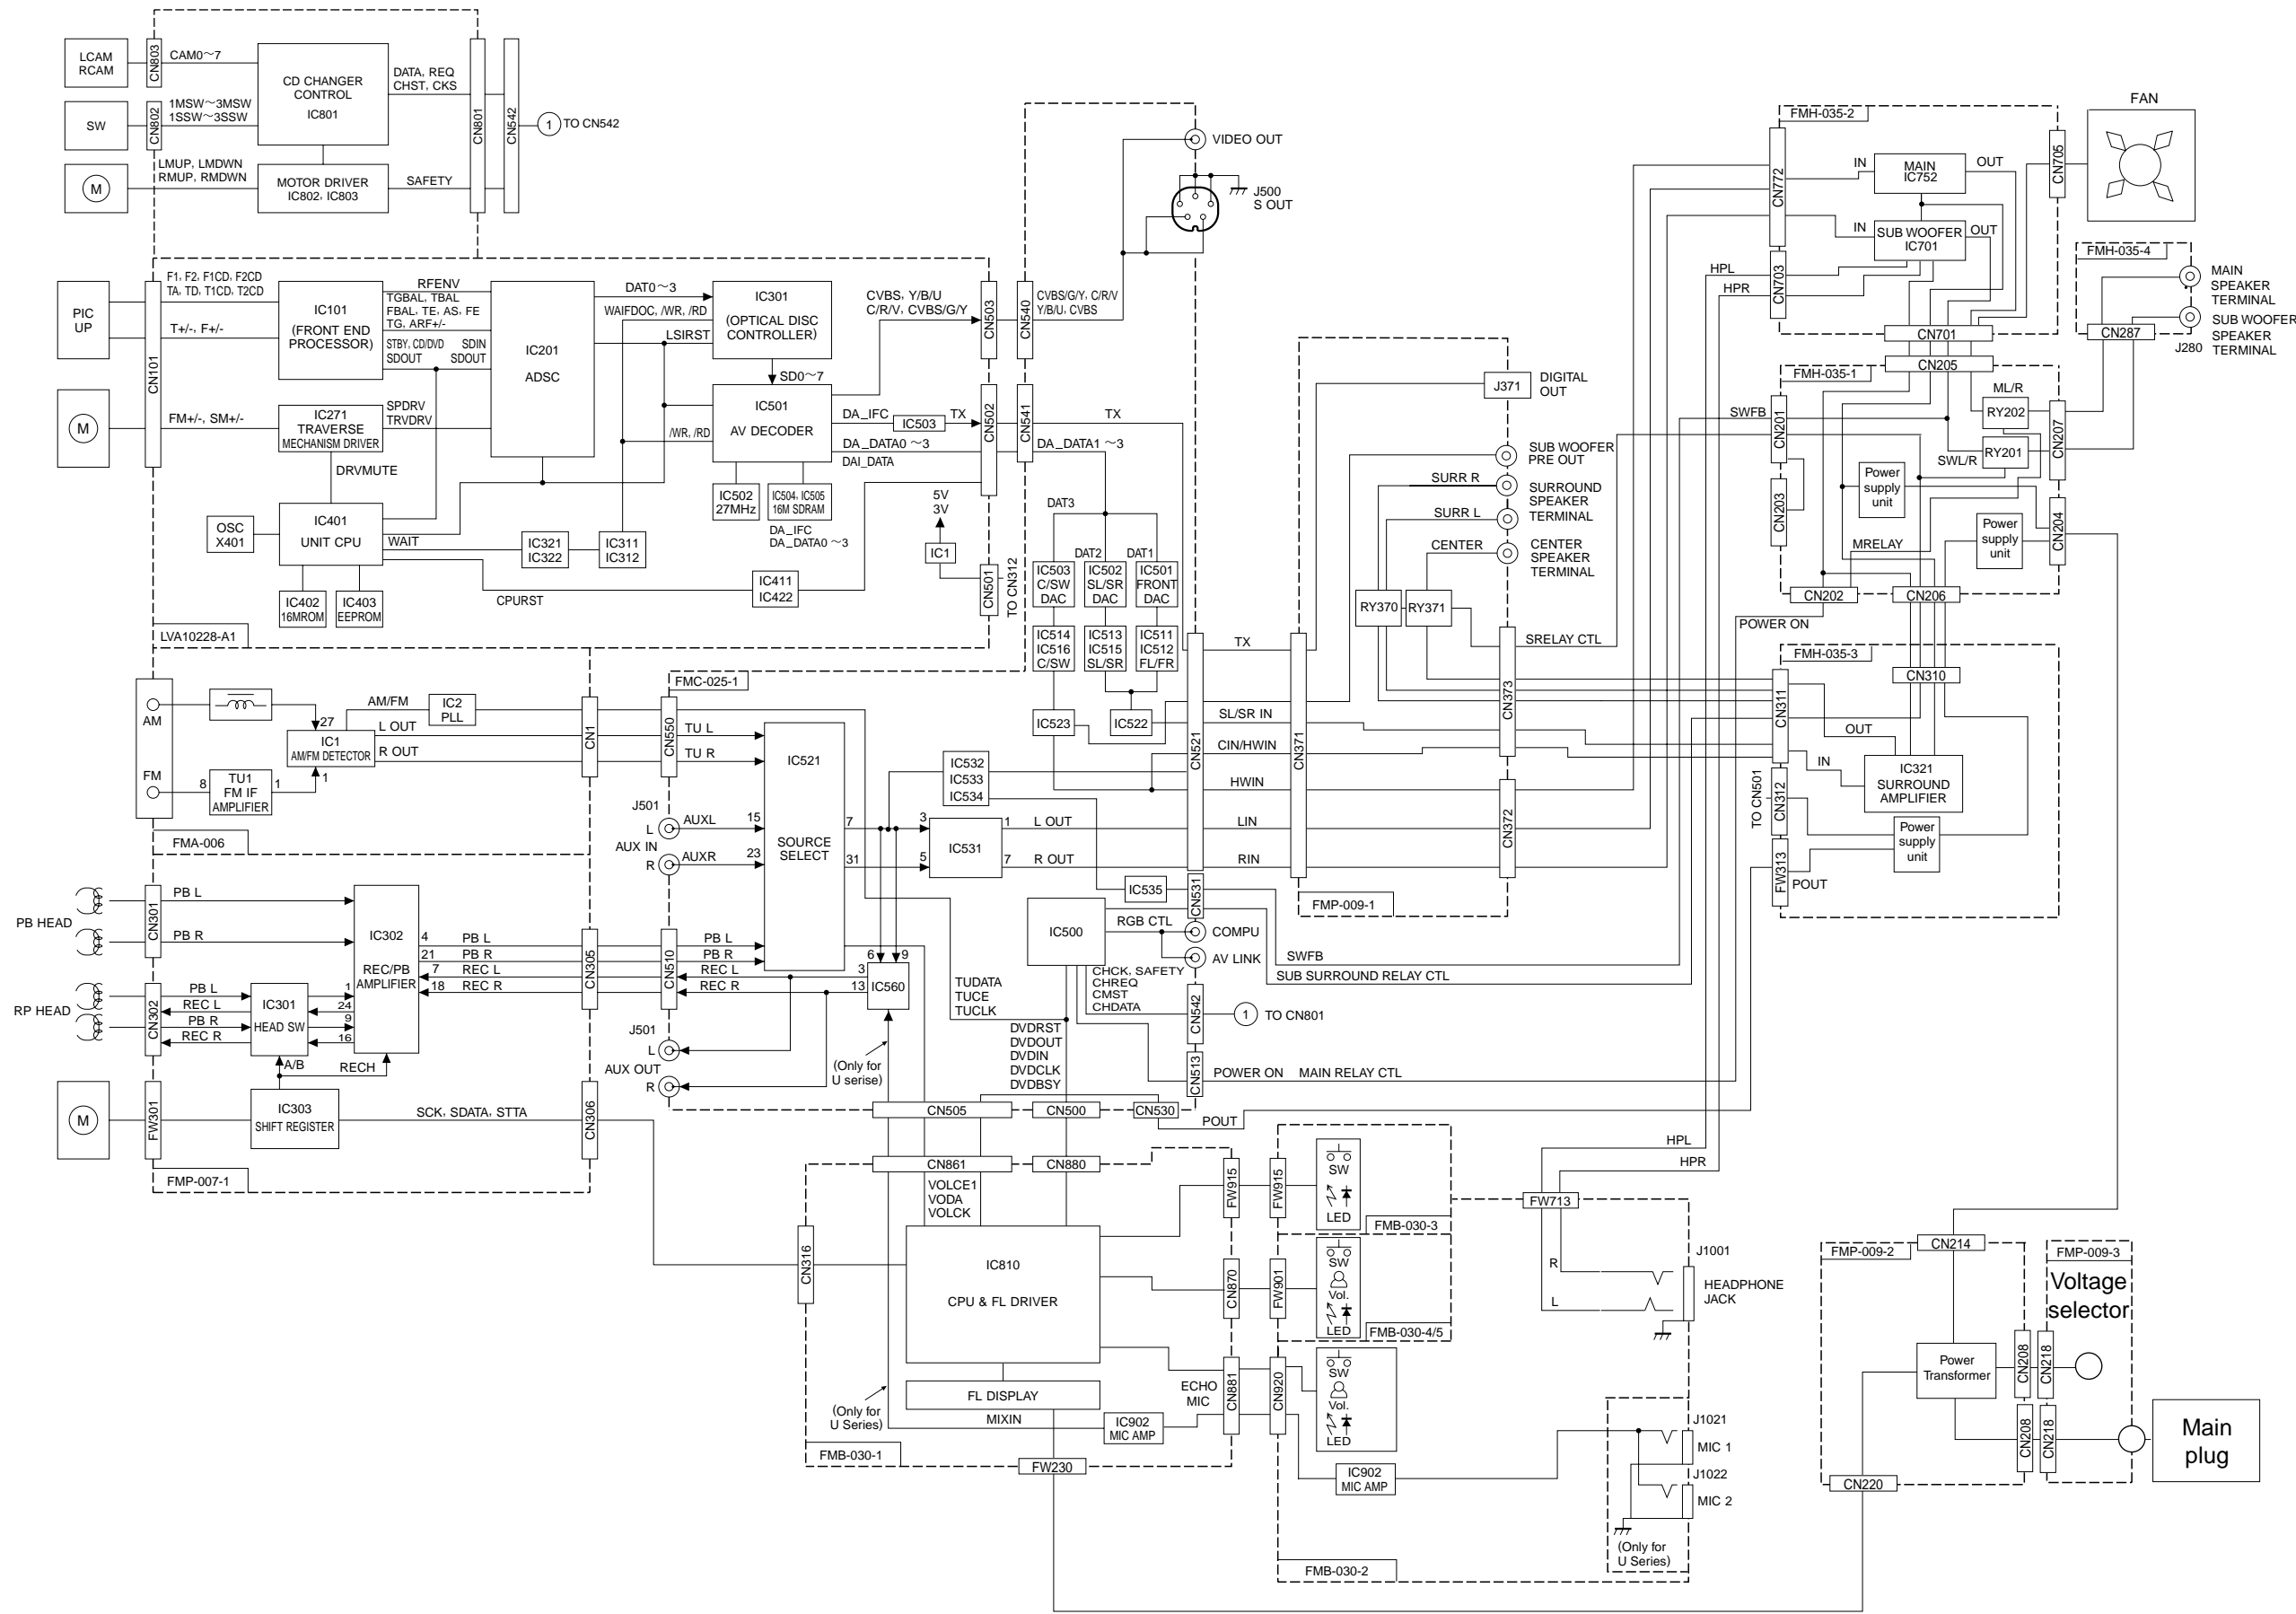 LCAM
RCAM
CN803
CAM0～7
CD CHANGER
CONTROL
IC801
DATA, REQ
CHST, CKS
SW
CN802
1MSW～3MSW
1SSW～3SSW
CN801
CN542
1
TO CN542
M
LMUP, LMDWN
RMUP, RMDWN
MOTOR DRIVER
IC802, IC803
SAFETY
PIC
UP
CN101
F1, F2, F1CD, F2CD
TA, TD, T1CD, T2CD
T+/-, F+/-
IC101
(FRONT END
PROCESSOR)
RFENV
TGBAL, TBAL
FBAL, TE, AS, FE
TG, ARF+/-
STBY, CD/DVD
SDIN
SDOUT
SDOUT
IC201
ADSC
DAT0～3
WAIFDOC, /WR, /RD
LSIRST
IC301
(OPTICAL DISC
CONTROLLER)
SD0～7
CVBS, Y/B/U
C/R/V, CVBS/G/Y
CN503
CN540
CVBS/G/Y, C/R/V
Y/B/U, CVBS
VIDEO OUT
J500
S OUT
M
FM+/-, SM+/-
IC271
TRAVERSE
MECHANISM DRIVER
SPDRV
TRVDRV
DRVMUTE
IC501
AV DECODER
/WR, /RD
DA_IFC
IC503
TX
CN502
CN541
TX
DA_DATA0 ～3
DAI_DATA
DA_DATA1 ～3
IC502
27MHz
IC504, IC505
16M SDRAM
DA_IFC
DA_DATA0 ～3
OSC
X401
IC401
UNIT CPU
WAIT
IC321
IC322
IC311
IC312
CPURST
IC411
IC422
IC402
16MROM
IC403
EEPROM
5V
3V
IC1
CN501
TO CN312
LVA10228-A1
DAT3
DAT2
DAT1
IC503
C/SW
DAC
IC502
SL/SR
DAC
IC501
FRONT
DAC
IC514
IC516
C/SW
IC513
IC515
SL/SR
IC511
IC512
FL/FR
IC523
IC522
AM
FM
27
IC1
AM/FM DETECTOR
AM/FM
IC2
PLL
L OUT
R OUT
8
TU1
FM IF
AMPLIFIER
1
1
CN1
FMA-006
FMC-025-1
CN550
TU L
TU R
IC521
SOURCE
SELECT
J501
L
AUXL
15
AUX IN
R
AUXR
23
7
31
IC532
IC533
IC534
3
5
IC531
1
7
L OUT
R OUT
CN521
TX
SL/SR IN
CIN/HWIN
HWIN
LIN
RIN
CN371
J371
DIGITAL
OUT
SUB WOOFER
PRE OUT
SURR R
SURROUND
SPEAKER
TERMINAL
SURR L
CENTER
CENTER
SPEAKER
TERMINAL
RY370
RY371
SRELAY CTL
CN373
CN372
FMP-009-1
PB HEAD
CN301
PB L
PB R
IC302
REC/PB
AMPLIFIER
4
21
7
18
PB L
PB R
REC L
REC R
CN305
CN510
PB L
PB R
REC L
REC R
RP HEAD
CN302
PB L
REC L
PB R
REC R
IC301
HEAD SW
1
24
9
16
A/B
RECH
M
FW301
IC303
SHIFT REGISTER
SCK, SDATA, STTA
CN306
FMP-007-1
6
9
3
13
IC560
J501
L
AUX OUT
R
(Only for
U serise)
TUDATA
TUCE
TUCLK
DVDRST
DVDOUT
DVDIN
DVDCLK
DVDBSY
IC535
CN531
IC500
RGB CTL
COMPU
AV LINK
CHCK, SAFETY
CHREQ
CMST
CHDATA
CN542
1
TO CN801
CN513
SWFB
SUB SURROUND RELAY CTL
POWER ON
MAIN RELAY CTL
CN505
CN500
CN530
POUT
CN861
CN880
VOLCE1
VODA
VOLCK
CN316
IC810
CPU & FL DRIVER
FL DISPLAY
MIXIN
(Only for
U Series)
IC902
MIC AMP
ECHO
MIC
FMB-030-1
FW230
FW915
CN870
CN881
FW915
FW901
CN920
SW
LED
FMB-030-3
SW
Vol.
LED
FMB-030-4/5
SW
Vol.
LED
IC902
MIC AMP
FMB-030-2
HPL
HPR
FW713
R
L
J1001
HEADPHONE
JACK
J1021
MIC 1
J1022
MIC 2
(Only for
U Series)
FMH-035-2
CN772
IN
MAIN
IC752
OUT
IN
SUB WOOFER
IC701
OUT
CN703
HPL
HPR
CN701
CN705
FAN
FMH-035-4
CN287
MAIN
SPEAKER
TERMINAL
SUB WOOFER
SPEAKER
TERMINAL
J280
CN205
FMH-035-1
SWFB
CN201
CN203
ML/R
RY202
SWL/R
RY201
CN207
Power
supply
unit
Power
supply
unit
CN204
MRELAY
CN202
CN206
POWER ON
FMH-035-3
CN310
CN311
OUT
IN
IC321
SURROUND
AMPLIFIER
TO CN501
CN312
FW313
POUT
Power
supply
unit
FMP-009-2
CN214
Power
Transformer
CN208
CN218
CN208
CN218
CN220
FMP-009-3
Voltage
selector
Main
plug